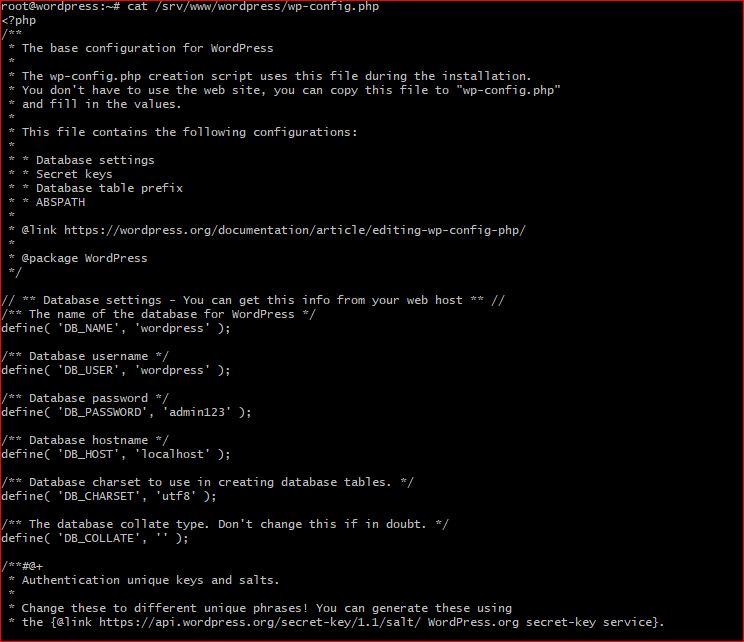 root@wordpress:~# cat /srv/www/wordpress/wp-config.php
<?php
/**
 * The base configuration for WordPress
 *
 * The wp-config.php creation script uses this file during the installation.
 * You don't have to use the web site, you can copy this file to "wp-config.php"
 * and fill in the values.
 *
 * This file contains the following configurations:
 *
 * * Database settings
 * * Secret keys
 * * Database table prefix
 * * ABSPATH
 *
 * @link https://wordpress.org/documentation/article/editing-wp-config-php/
 *
 * @package WordPress
 */

// ** Database settings - You can get this info from your web host ** //
/** The name of the database for WordPress */
define( 'DB_NAME', 'wordpress' );

/** Database username */
define( 'DB_USER', 'wordpress' );

/** Database password */
define( 'DB_PASSWORD', 'admin123' );

/** Database hostname */
define( 'DB_HOST', 'localhost' );

/** Database charset to use in creating database tables. */
define( 'DB_CHARSET', 'utf8' );

/** The database collate type. Don't change this if in doubt. */
define( 'DB_COLLATE', '' );

/**#@+
 * Authentication unique keys and salts.
 *
 * Change these to different unique phrases! You can generate these using
 * the {@link https://api.wordpress.org/secret-key/1.1/salt/ WordPress.org secret-key service}.